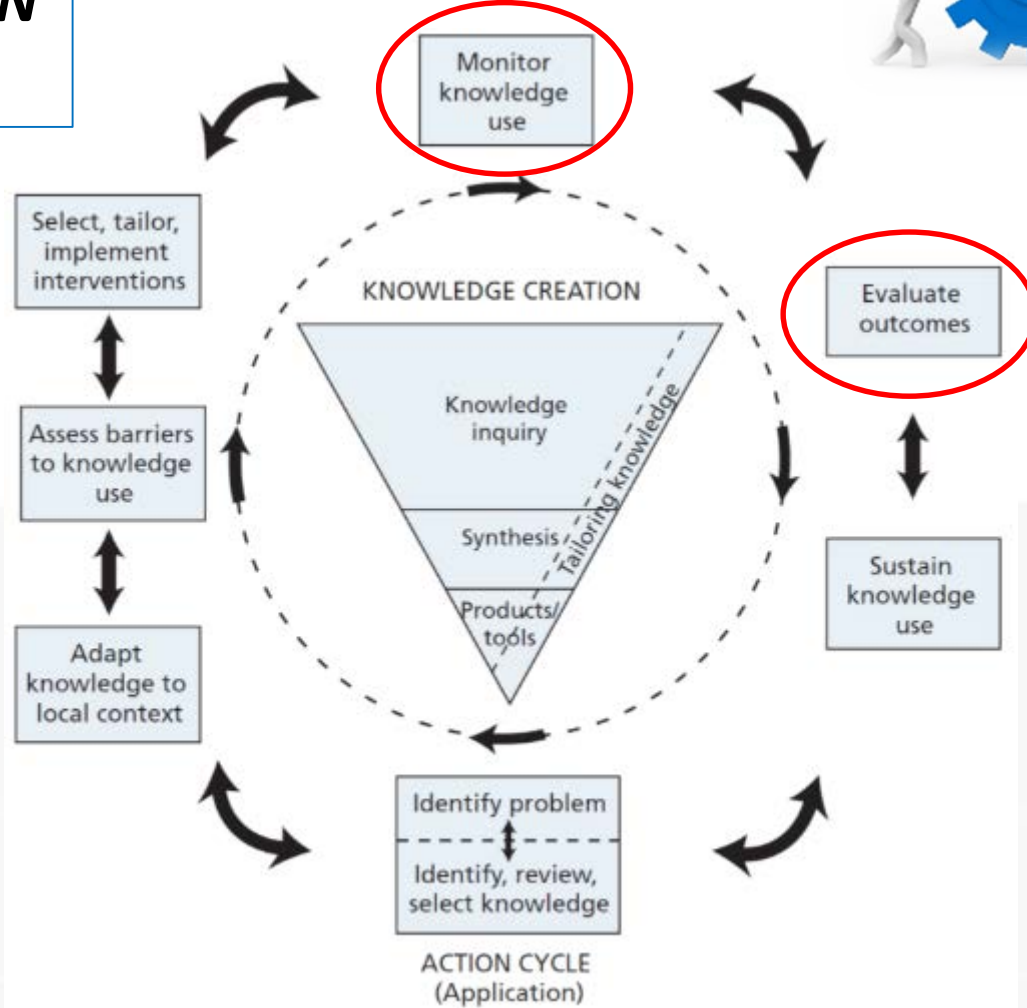 Monitor
knowledge
use
Select, tailor,
implement
interventions
KNOWLEDGE CREATION
Evaluate
outcomes
Knowledge
inquiry
Tailoring knowledge
Assess barriers
to knowledge
use
Synthesis
Sustain
knowledge
use
Products/
tools
Adapt
knowledge to
local context
Identify problem
Identify, review,
select knowledge
ACTION CYCLE
(Application)